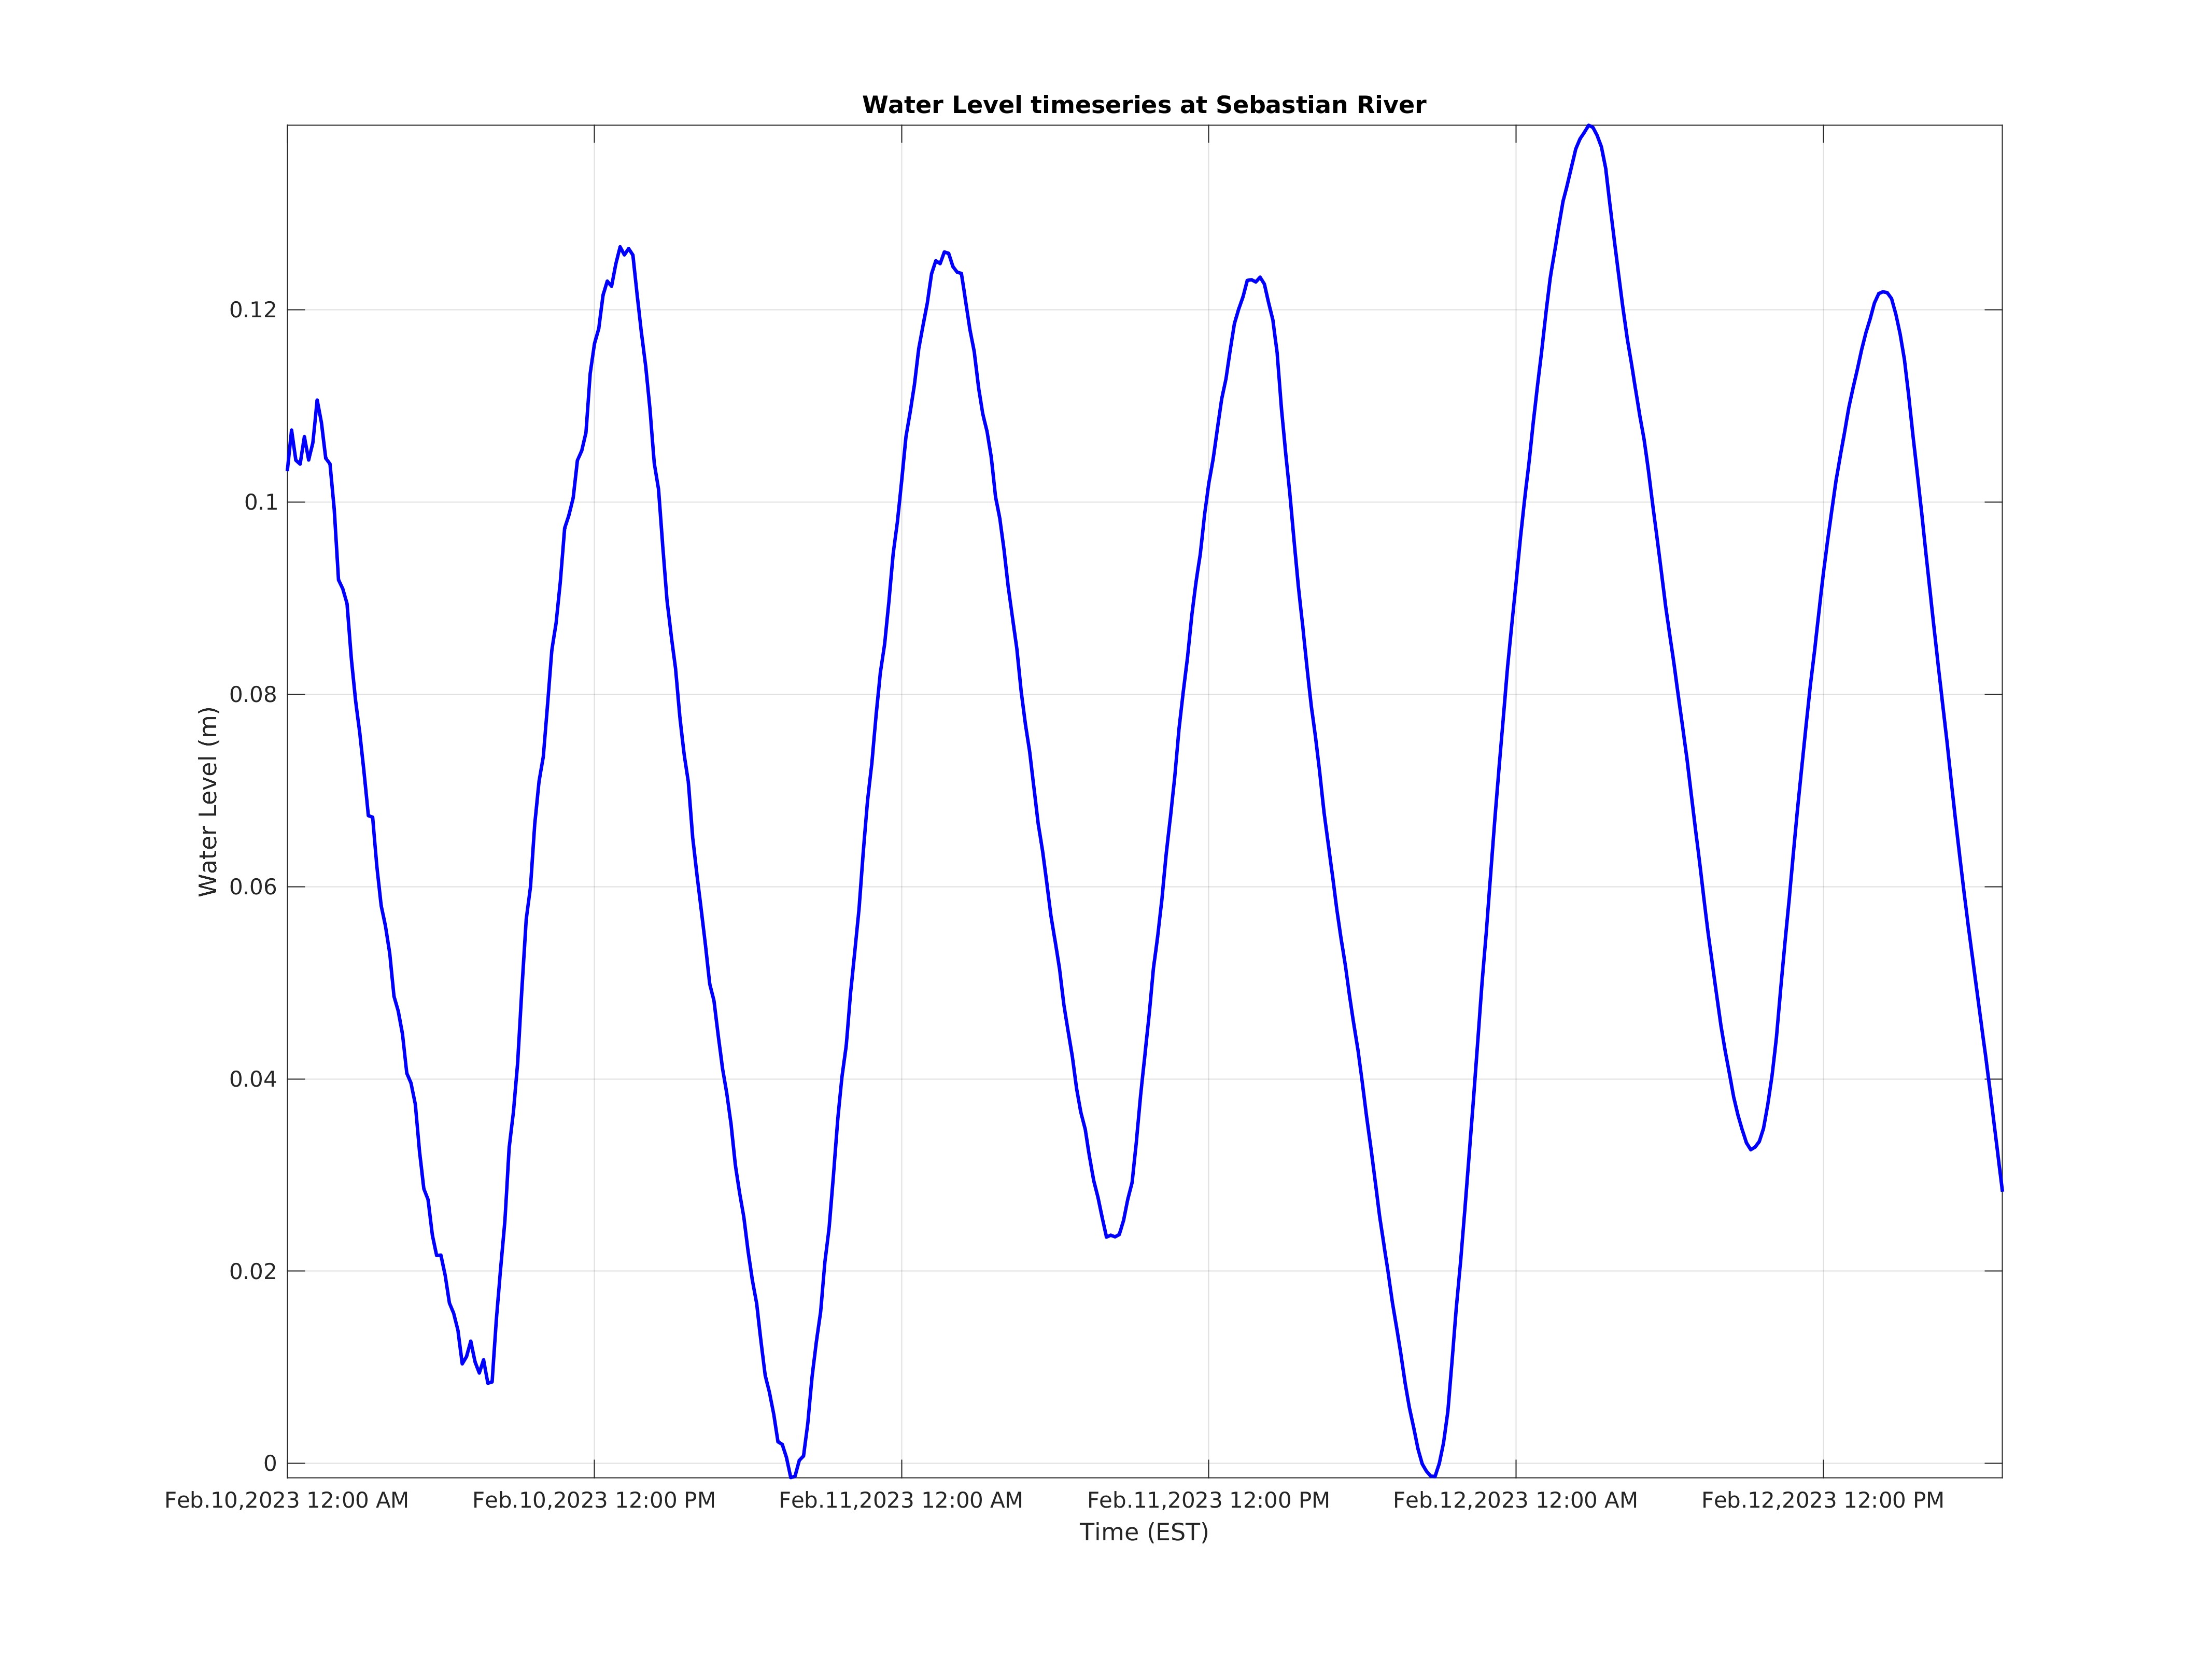 Water Level timeseries at Sebastian River
0.12
0.1
0.08
0.06
0.04
0.02
0
Water Level (m)
Feb.10,2023 12:00 AM Feb.10,2023 12:00 PM Feb.11,2023 12:00 AM Feb.11,2023 12:00 PM Feb.12,2023 12:00 AM Feb.12,2023 12:00 PM
Time (EST)